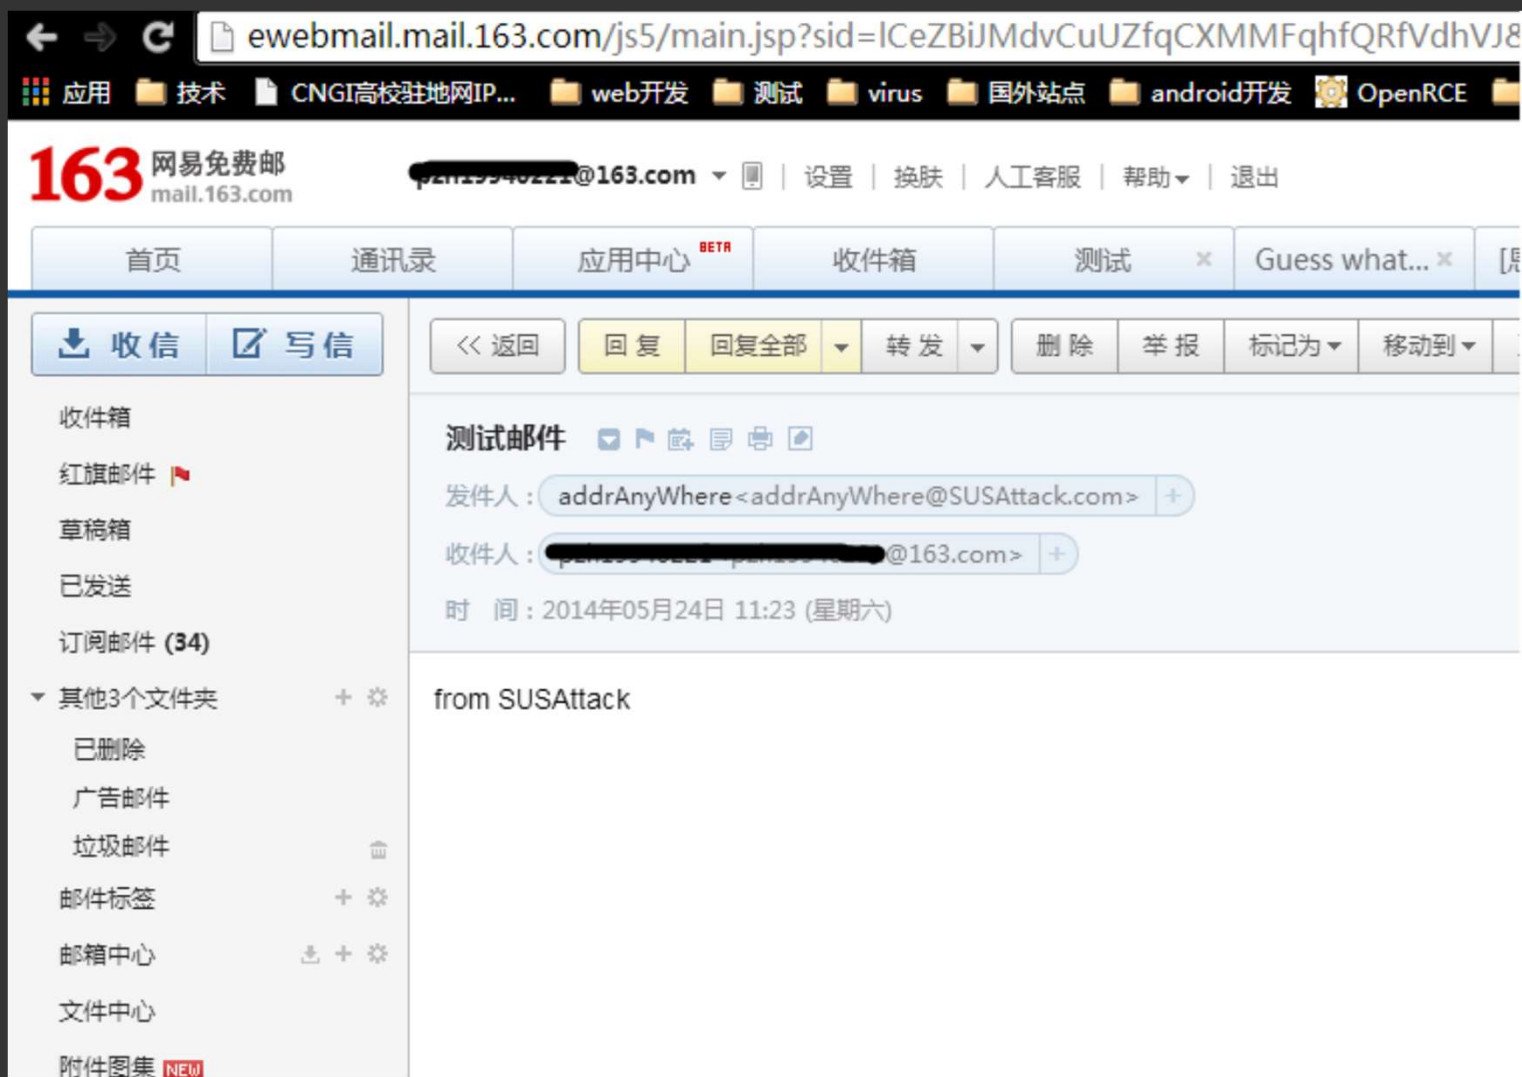 ewebmail.mail.163.com/js5/main.jsp?sid=
应用 技术 CNGI高校驻地网IP... web开发 测试 virus 国外站点 android开发 OpenRCE
163 网易免费邮 @163.com 设置 换肤 人工客服 帮助 退出
mail.163.com
首页 通讯录 应用中心 BETA 收件箱 测试 Guess what...
收信 写信 << 返回 回复 回复全部 转发 删除 举报 标记为 移动到
收件箱
红旗邮件
草稿箱
已发送
订阅邮件 (34)
其他3个文件夹
已删除
广告邮件
垃圾邮件
邮件标签
邮箱中心
文件中心
附件图集 NEW
测试邮件
发件人：addrAnyWhere<addrAnyWhere@SUSAttack.com>
收件人：@163.com>
时 间：2014年05月24日 11:23 (星期六)
from SUSAttack